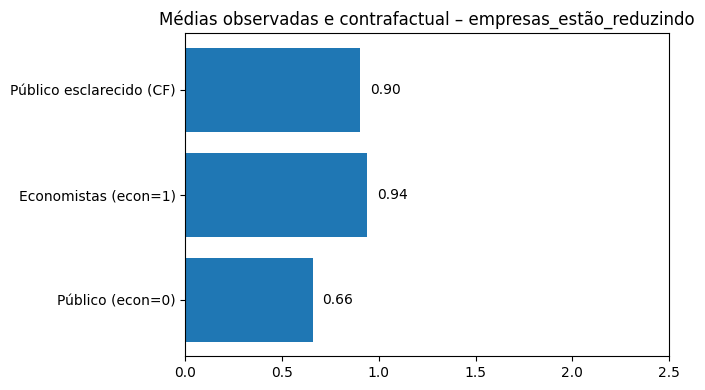 Médias observadas e contrafactual – empresas_estão_reduzindo
Público esclarecido (CF)
0.90
Economistas (econ=1)
0.94
Público (econ=0)
0.66
0.0 0.5 1.0 1.5 2.0 2.5